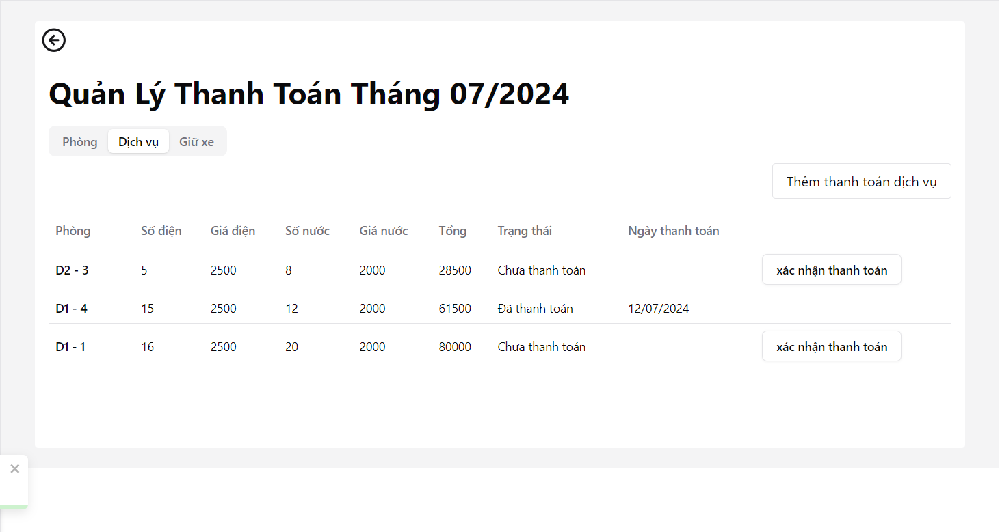 Quản Lý Thanh Toán Tháng 07/2024
Phòng Dịch vụ Giữ xe
Thêm thanh toán dịch vụ
Phòng Số điện Giá điện Số nước Giá nước Tổng Trạng thái Ngày thanh toán
D2 - 3 5 2500 8 2000 28500 Chưa thanh toán xác nhận thanh toán
D1 - 4 15 2500 12 2000 61500 Đã thanh toán 12/07/2024
D1 - 1 16 2500 20 2000 80000 Chưa thanh toán xác nhận thanh toán